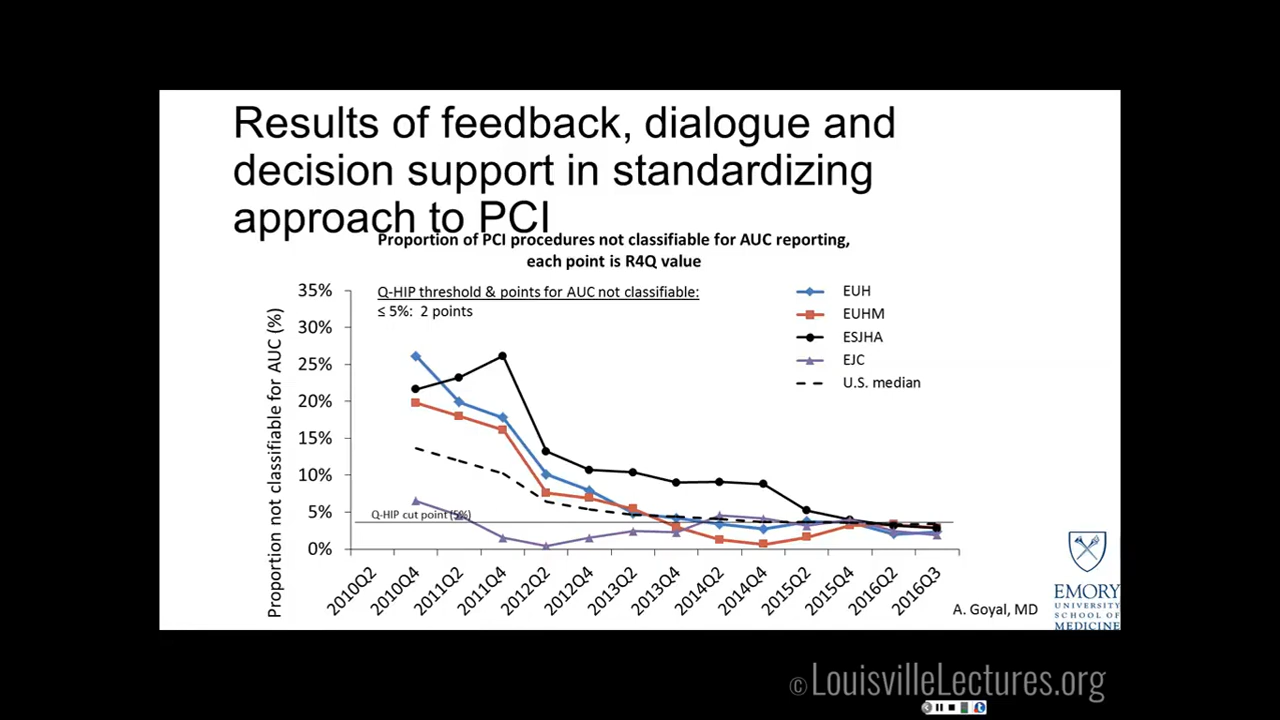 Results of feedback, dialogue and
decision support in standardizing
approach to PCI
Proportion of PCI procedures not classifiable for AUC reporting,
each point is R4Q value
Q-HIP threshold & points for AUC not classifiable:
≤ 5%: 2 points
EUH
EUHM
ESJHA
EJC
U.S. median
Proportion not classifiable for AUC (%)
35%
30%
25%
20%
15%
10%
5%
0%
Q-HIP cut point (5%)
2010Q2
2010Q4
2011Q2
2011Q4
2012Q2
2012Q4
2013Q2
2013Q4
2014Q2
2014Q4
2015Q2
2015Q4
2016Q2
2016Q3
A. Goyal, MD
EMORY
UNIVERSITY
SCHOOL OF
MEDICINE
© LouisvilleLectures.org